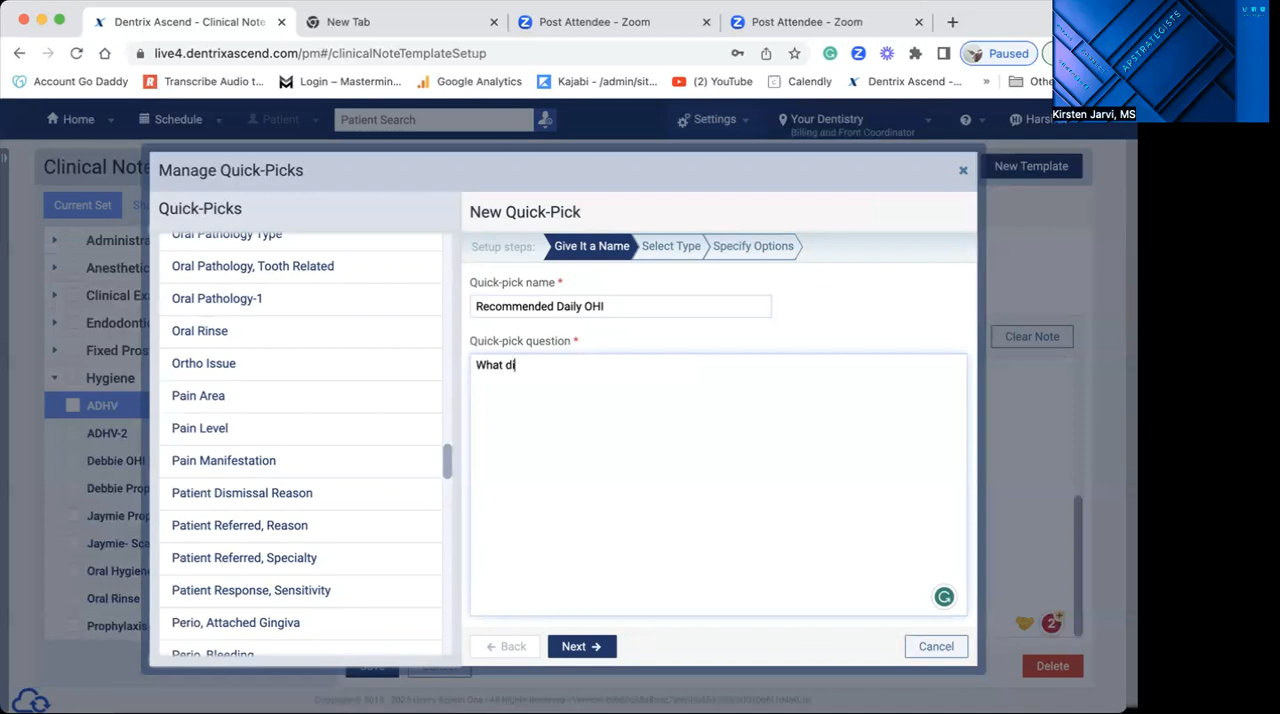 Dentrix Ascend - Clinical Note
New Tab
Post Attendee - Zoom
Post Attendee - Zoom
live4.dentrixascend.com/pm#/clinicalNoteTemplateSetup
Paused
Account Go Daddy
Transcribe Audio t...
Login – Mastermin...
Google Analytics
Kajabi - /admin/sit...
(2) YouTube
Calendly
Dentrix Ascend -...
»
APSTRATEGISTS
Kirsten Jarvi, MS
Home
Schedule
Patient
Patient Search
Settings
Your Dentistry
Billing and Front Coordinator
Clinical Note
New Template
Current Set
Manage Quick-Picks
Quick-Picks
New Quick-Pick
Setup steps:
Give It a Name
Select Type
Specify Options
Oral Pathology Type
Oral Pathology, Tooth Related
Oral Pathology-1
Oral Rinse
Ortho Issue
Pain Area
Pain Level
Pain Manifestation
Patient Dismissal Reason
Patient Referred, Reason
Patient Referred, Specialty
Patient Response, Sensitivity
Perio, Attached Gingiva
Perio, Bleeding
Quick-pick name *
Recommended Daily OHI
Quick-pick question *
What di
Back
Next
Cancel
Administra
Anesthetic
Clinical Ex
Endodonti
Fixed Pros
Hygiene
ADHV
ADHV-2
Debbie OHI
Debbie Prop
Jaymie Prop
Jaymie- Sca
Oral Hygien
Oral Rinse
Prophylaxis
Clear Note
2
Delete